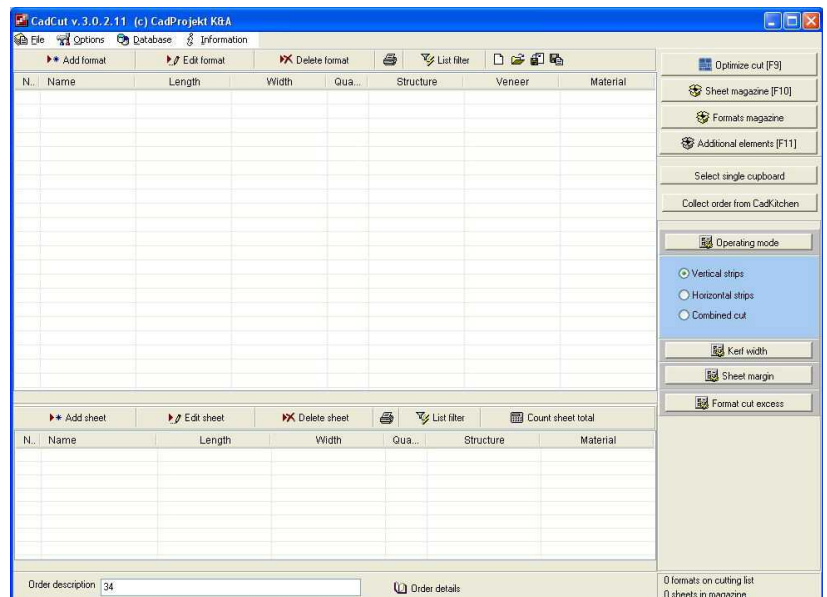 CadCut v.3.0.2.11 (c) CadProjekt K&A
File Options Database Information
Add format Edit format Delete format List filter
N.. Name Length Width Qua... Structure Veneer Material
Optimize cut [F9]
Sheet magazine [F10]
Formats magazine
Additional elements [F11]
Select single cupboard
Collect order from CadKitchen
Operating mode
Vertical strips
Horizontal strips
Combined cut
Kerf width
Sheet margin
Format cut excess
Add sheet Edit sheet Delete sheet List filter Count sheet total
N.. Name Length Width Qua... Structure Material
Order description 34 Order details
0 formats on cutting list
0 sheets in magazine